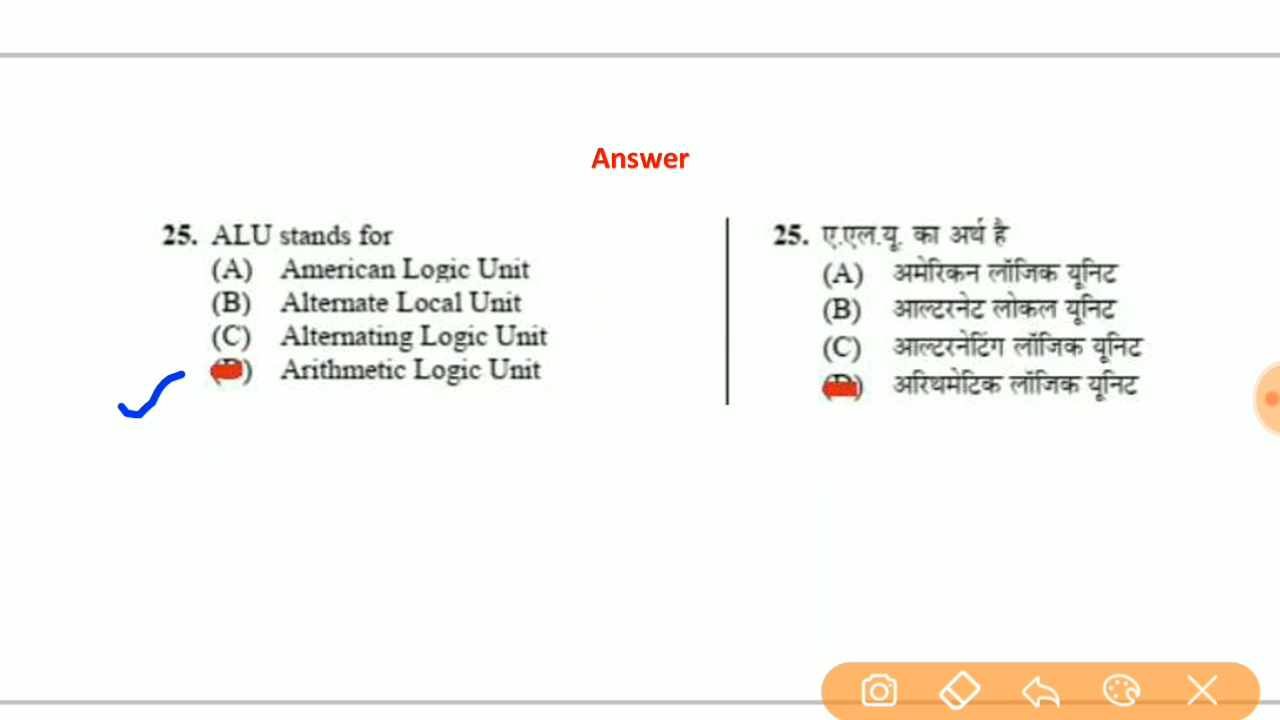 Answer
25. ALU stands for
(A) American Logic Unit
(B) Alternate Local Unit
(C) Alternating Logic Unit
(D) Arithmetic Logic Unit
25. ए.एल.यू. का अर्थ है
(A) अमेरिकन लॉजिक यूनिट
(B) आल्टरनेट लोकल यूनिट
(C) आल्टरनेटिंग लॉजिक यूनिट
(D) अरिथमेटिक लॉजिक यूनिट